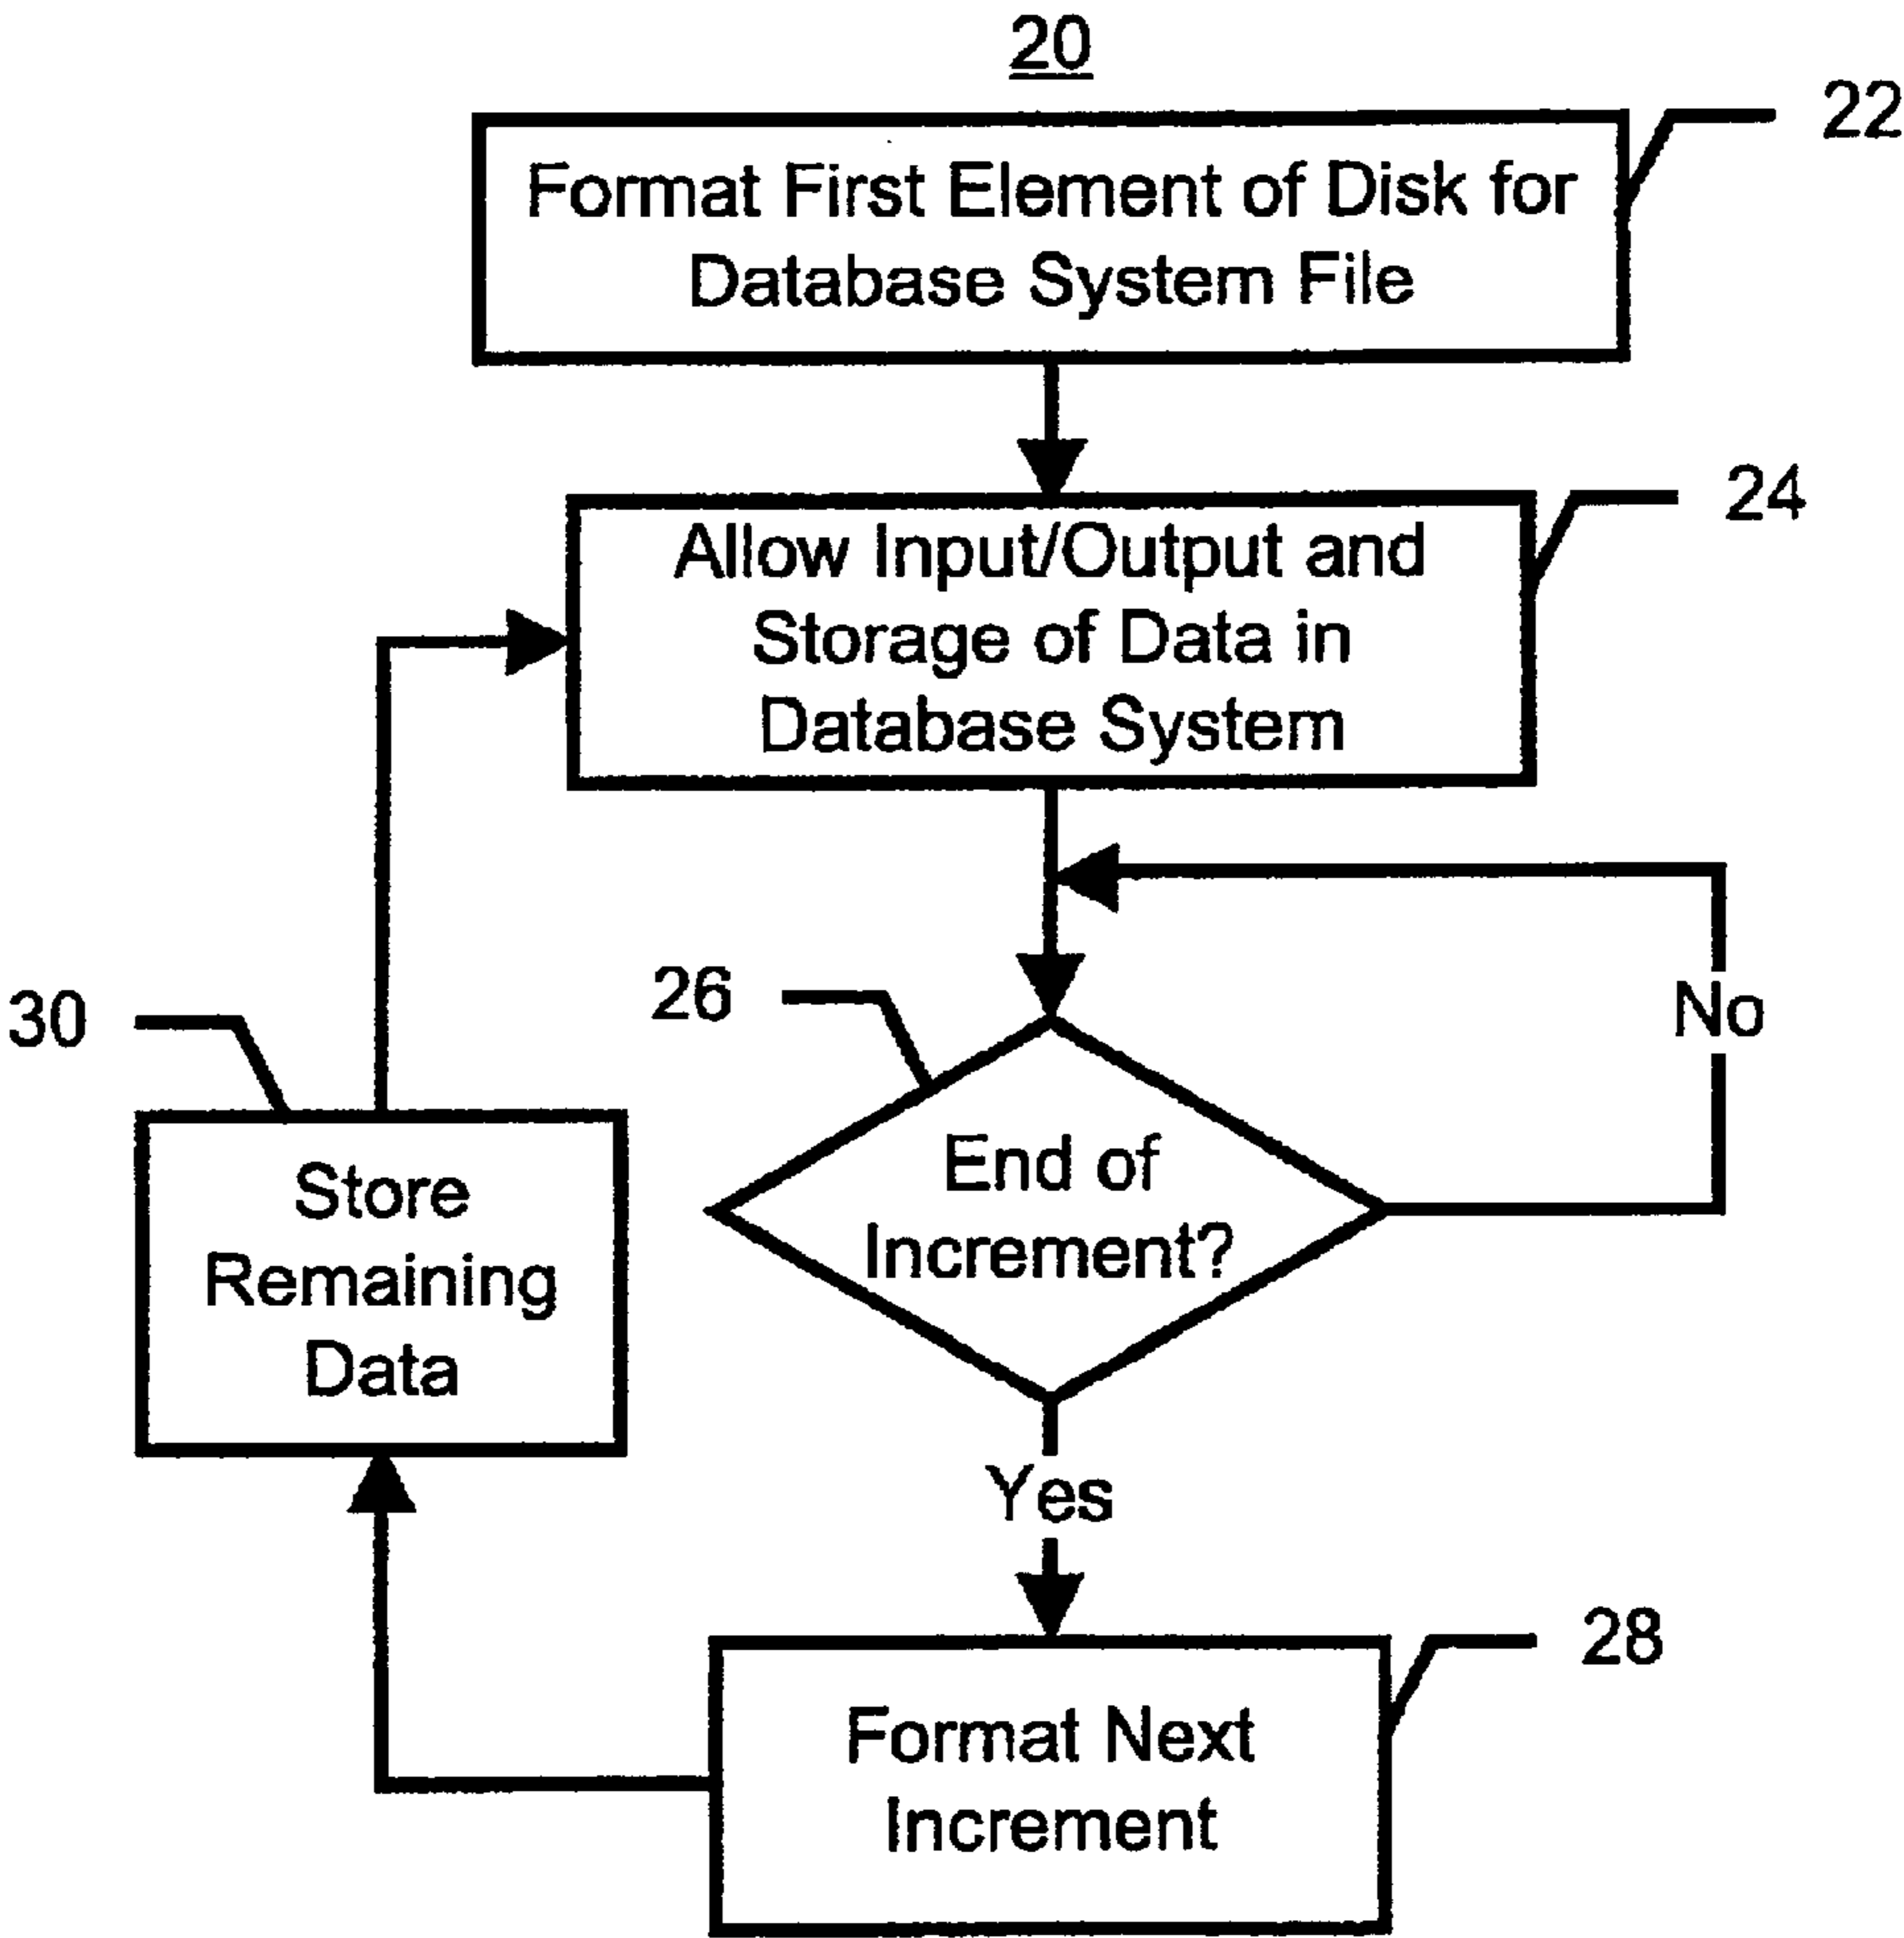 20
22
Format First Element of Disk for
Database System File
24
Allow Input/Output and
Storage of Data in
Database System
26
No
30
End of
Increment?
Store
Remaining
Data
Yes
28
Format Next
Increment